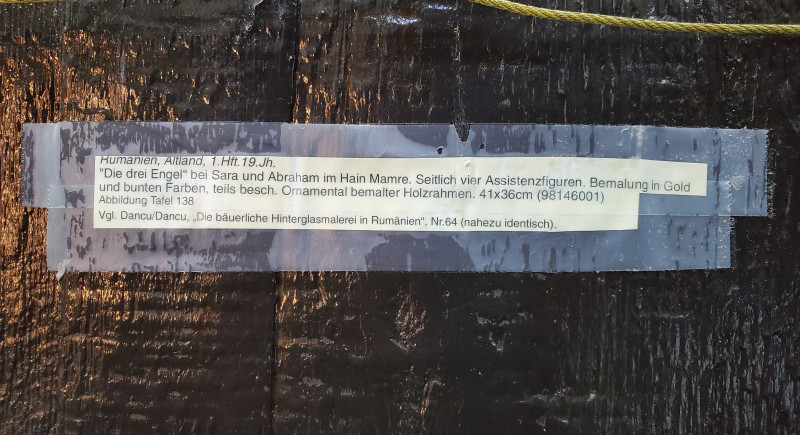 Rumänien, Altland, 1.Hft.19.Jh.
"Die drei Engel" bei Sara und Abraham im Hain Mamre. Seitlich vier Assistenzfiguren. Bemalung in Gold
und bunten Farben, teils besch. Ornamental bemalter Holzrahmen. 41x36cm (98146001)
Abbildung Tafel 138
Vgl. Dancu/Dancu, „Die bäuerliche Hinterglasmalerei in Rumänien", Nr.64 (nahezu identisch).